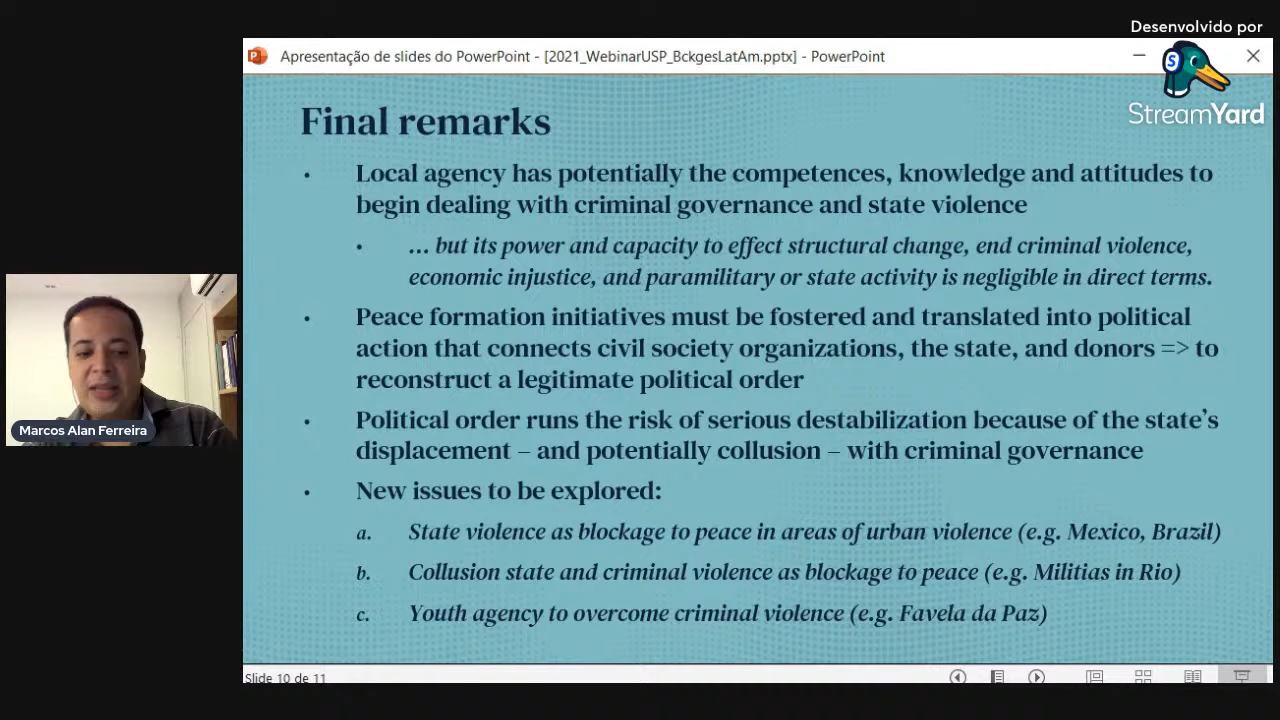 Desenvolvido por
Apresentação de slides do PowerPoint - [2021_WebinarUSP_BckgesLatAm.pptx] - PowerPoint
StreamYard
Final remarks
• Local agency has potentially the competences, knowledge and attitudes to
begin dealing with criminal governance and state violence
• … but its power and capacity to effect structural change, end criminal violence,
economic injustice, and paramilitary or state activity is negligible in direct terms.
• Peace formation initiatives must be fostered and translated into political
action that connects civil society organizations, the state, and donors => to
reconstruct a legitimate political order
• Political order runs the risk of serious destabilization because of the state’s
displacement – and potentially collusion – with criminal governance
• New issues to be explored:
a. State violence as blockage to peace in areas of urban violence (e.g. Mexico, Brazil)
b. Collusion state and criminal violence as blockage to peace (e.g. Militias in Rio)
c. Youth agency to overcome criminal violence (e.g. Favela da Paz)
Marcos Alan Ferreira
Slide 10 de 11